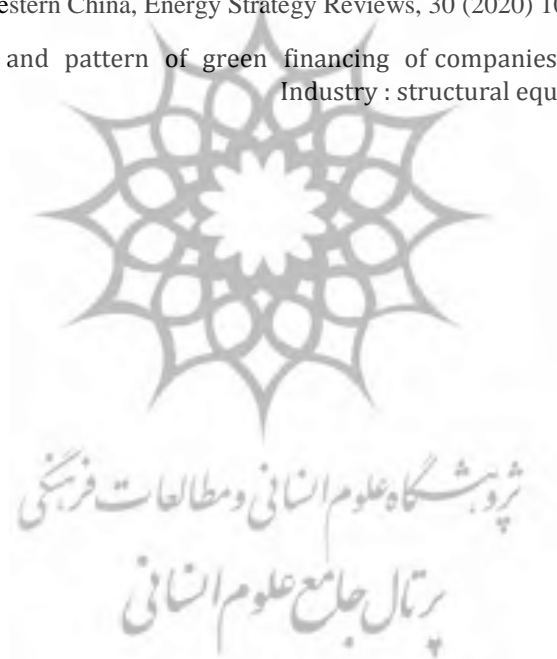 estern China, Energy Strategy Reviews, 30 (2020) 10
and pattern of green financing of companies
Industry : structural equ
پژوهشگاه علوم انسانی و مطالعات فرهنگی
پرتال جامع علوم انسانی